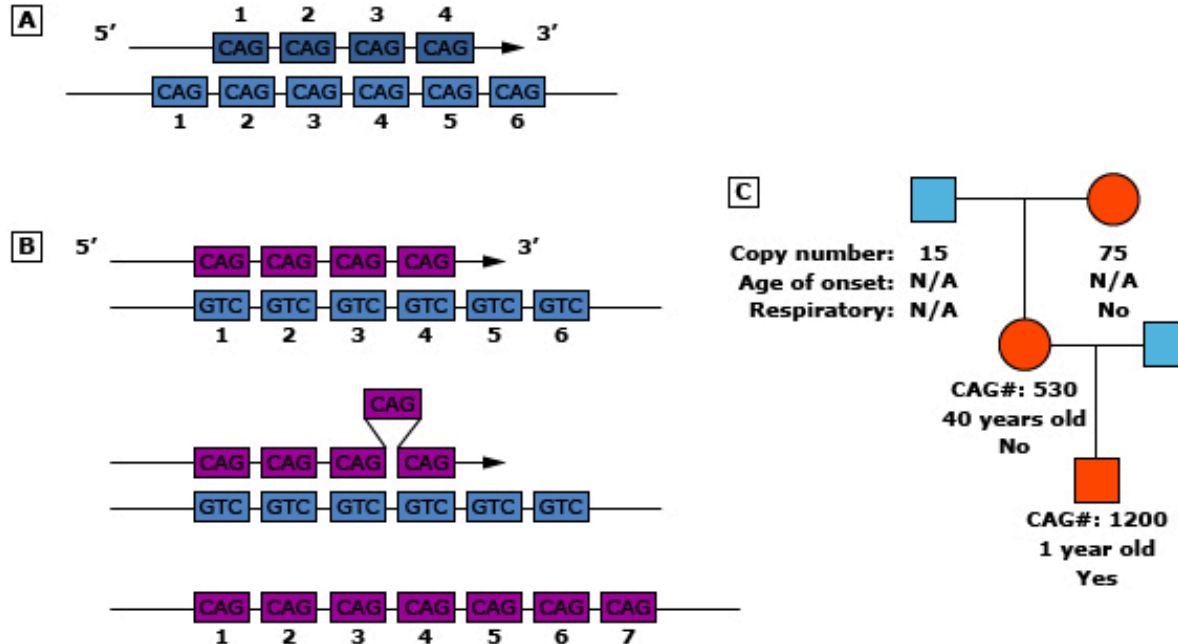 A
1 2 3 4
5′ 3′
CAG CAG CAG CAG
CAG CAG CAG CAG CAG CAG
1 2 3 4 5 6
B
5′ 3′
CAG CAG CAG CAG
GTC GTC GTC GTC GTC GTC
1 2 3 4 5 6
CAG
CAG CAG CAG CAG
GTC GTC GTC GTC GTC GTC
CAG CAG CAG CAG CAG CAG CAG
1 2 3 4 5 6 7
C
Copy number: 15 75
Age of onset: N/A N/A
Respiratory: N/A No
CAG#: 530
40 years old
No
CAG#: 1200
1 year old
Yes